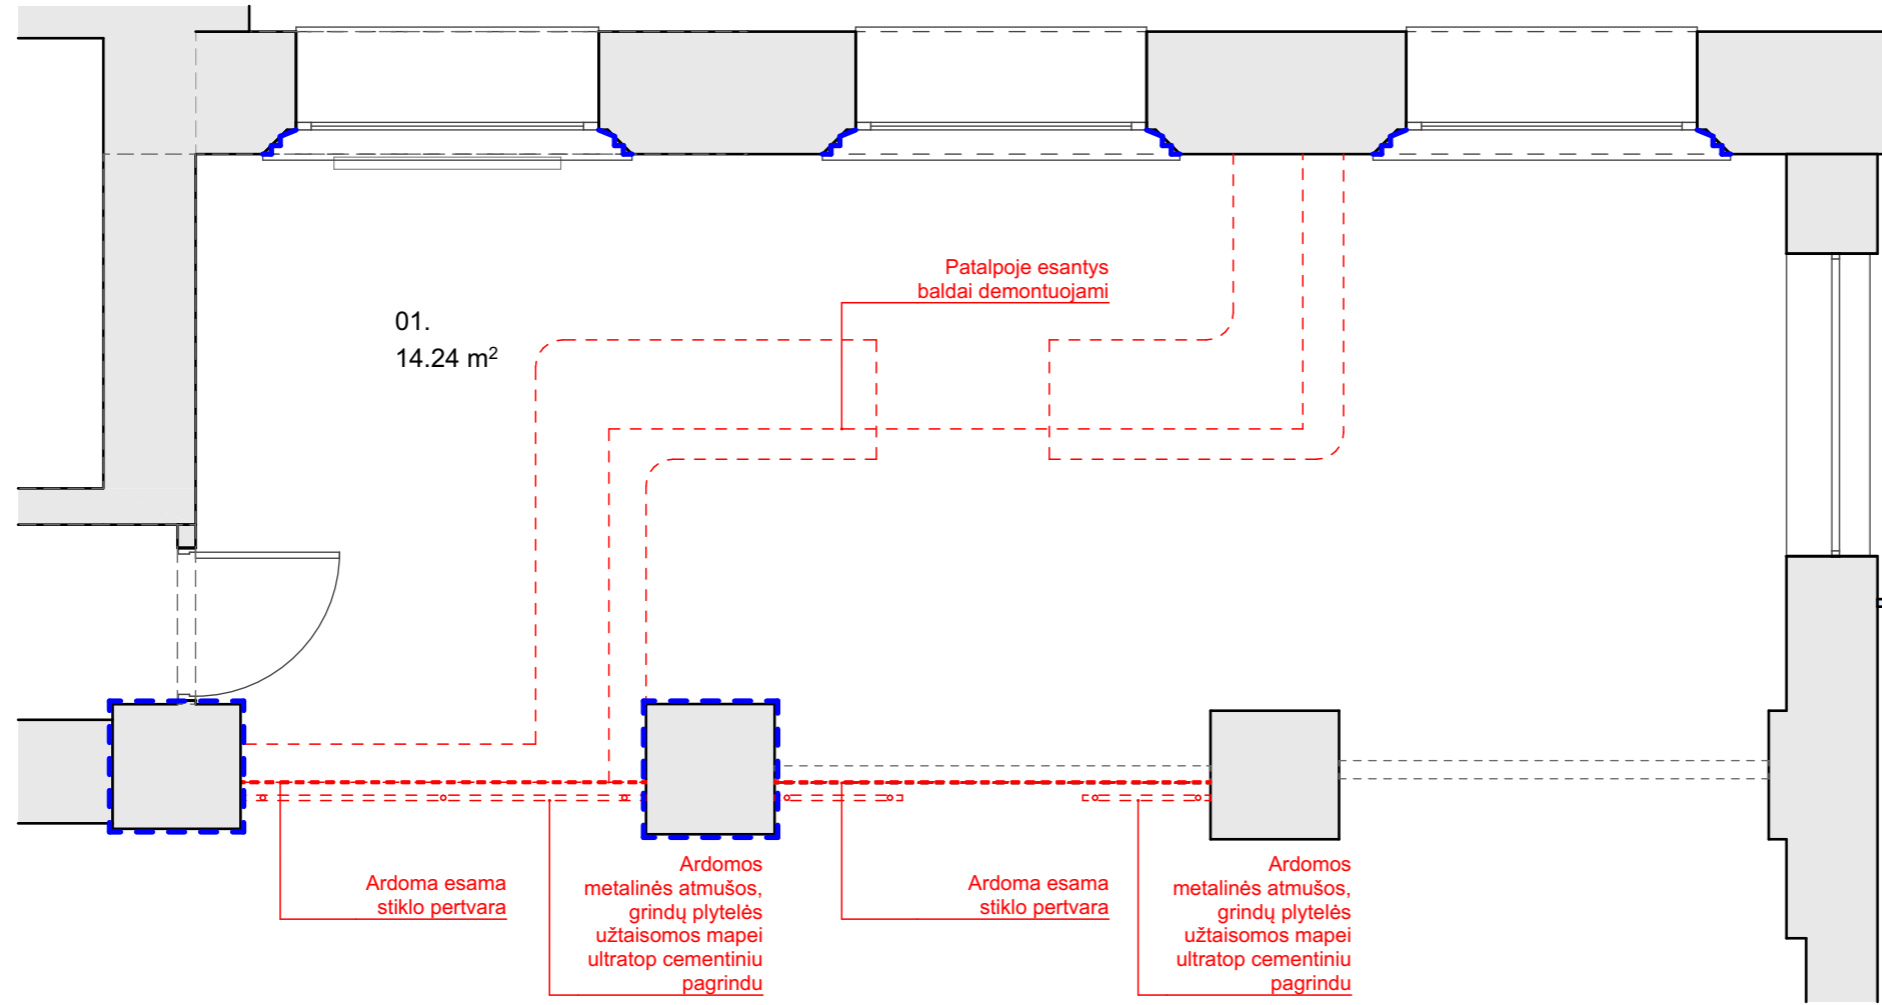 Patalpoje esantys
baldai demontuojami
01.
14.24 m²
Ardoma esama
stiklo pertvara
Ardomos
metalinės atmušos,
grindų plytelės
užtaisomos mapei
ultratop cementiniu
pagrindu
Ardoma esama
stiklo pertvara
Ardomos
metalinės atmušos,
grindų plytelės
užtaisomos mapei
ultratop cementiniu
pagrindu